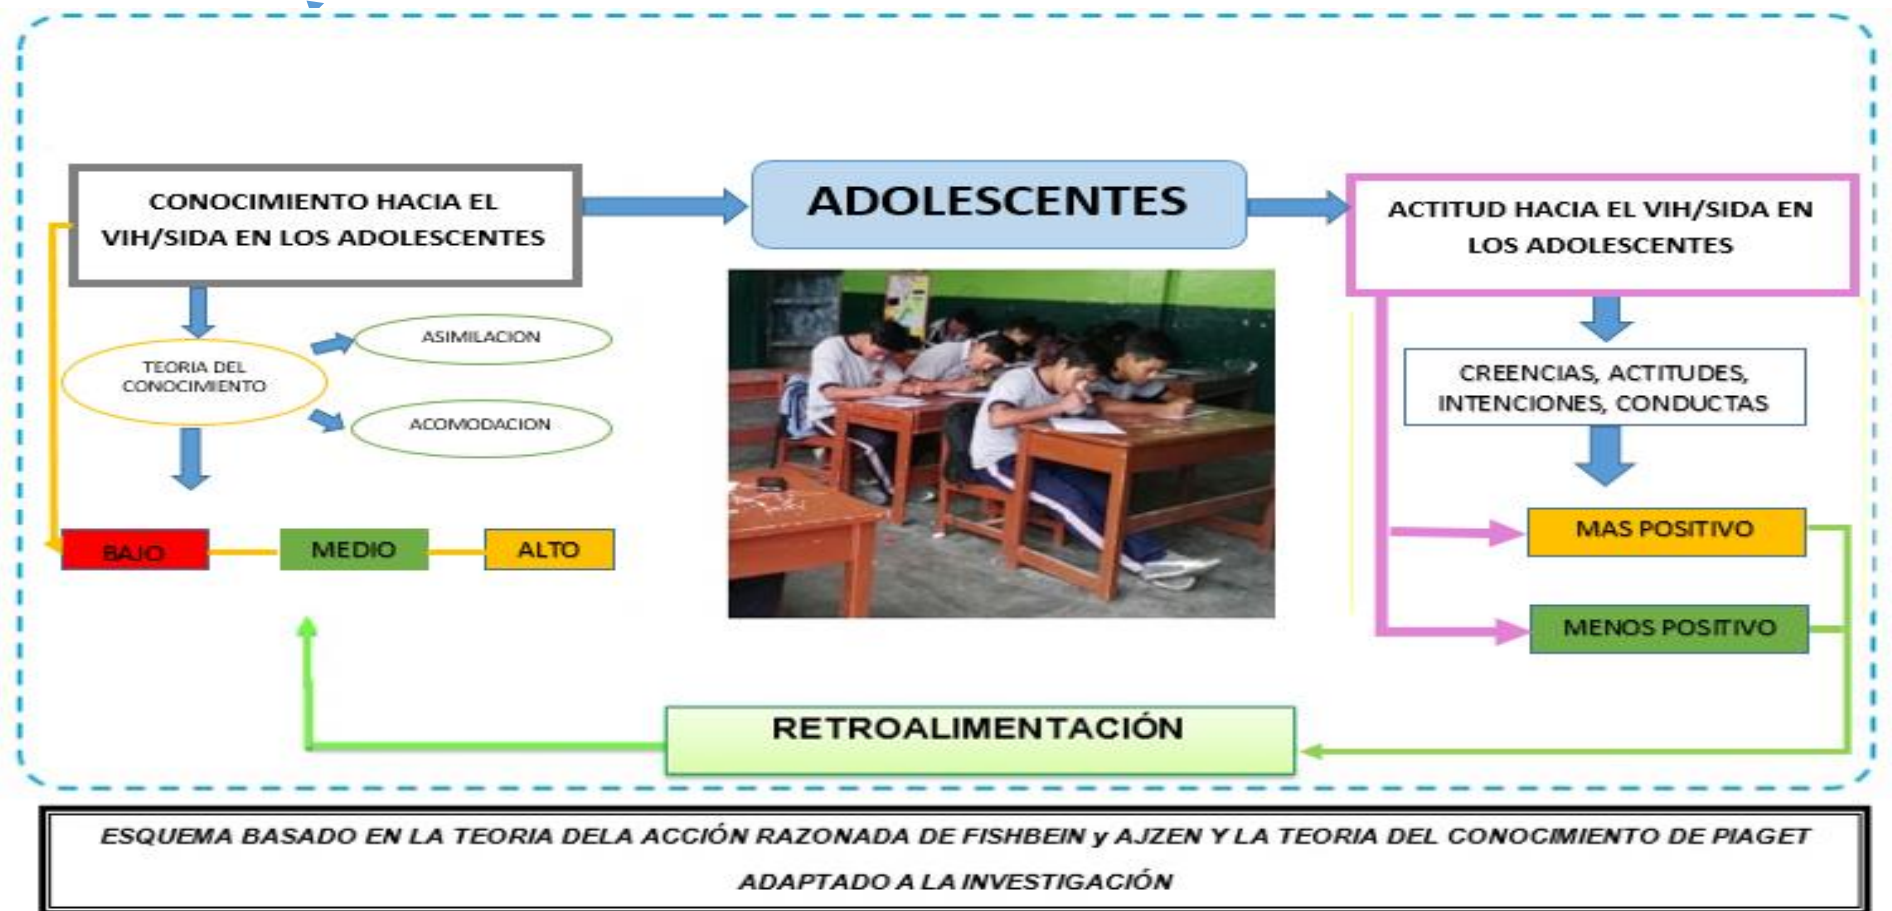 CONOCIMIENTO HACIA EL
VIH/SIDA EN LOS ADOLESCENTES
ADOLESCENTES
ACTITUD HACIA EL VIH/SIDA EN
LOS ADOLESCENTES
TEORIA DEL
CONOCIMIENTO
ASIMILACION
ACOMODACION
CREENCIAS, ACTITUDES,
INTENCIONES, CONDUCTAS
BAJO
MEDIO
ALTO
MAS POSITIVO
MENOS POSITIVO
RETROALIMENTACIÓN
ESQUEMA BASADO EN LA TEORIA DELA ACCIÓN RAZONADA DE FISHBEIN y AJZEN Y LA TEORIA DEL CONOCIMIENTO DE PIAGET
ADAPTADO A LA INVESTIGACIÓN